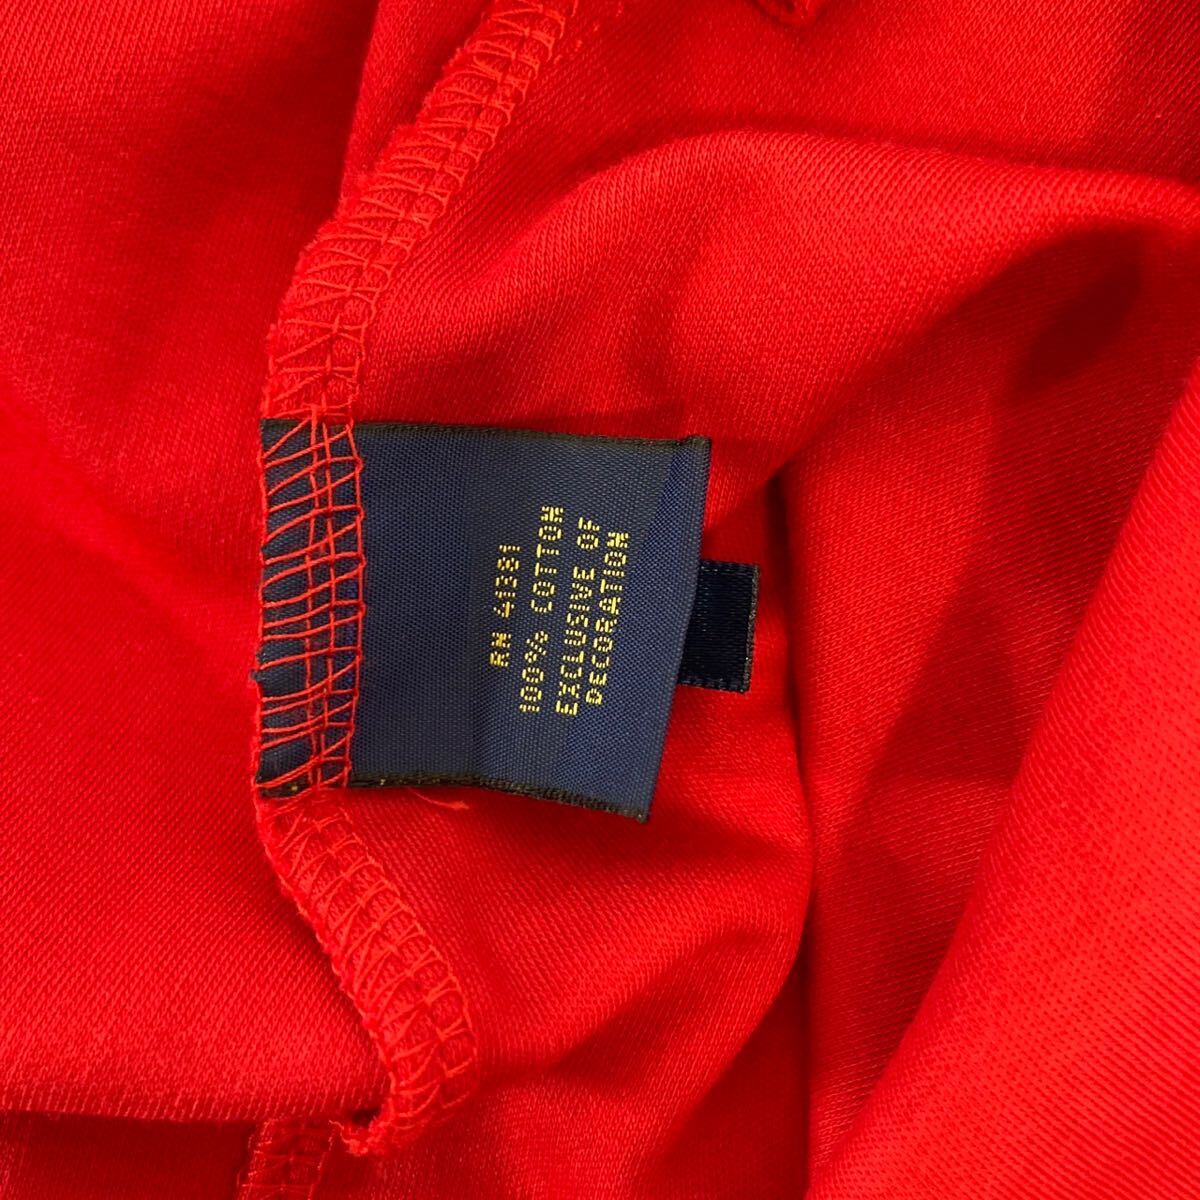 RN 41381
100% COTTON
EXCLUSIVE OF
DECORATION